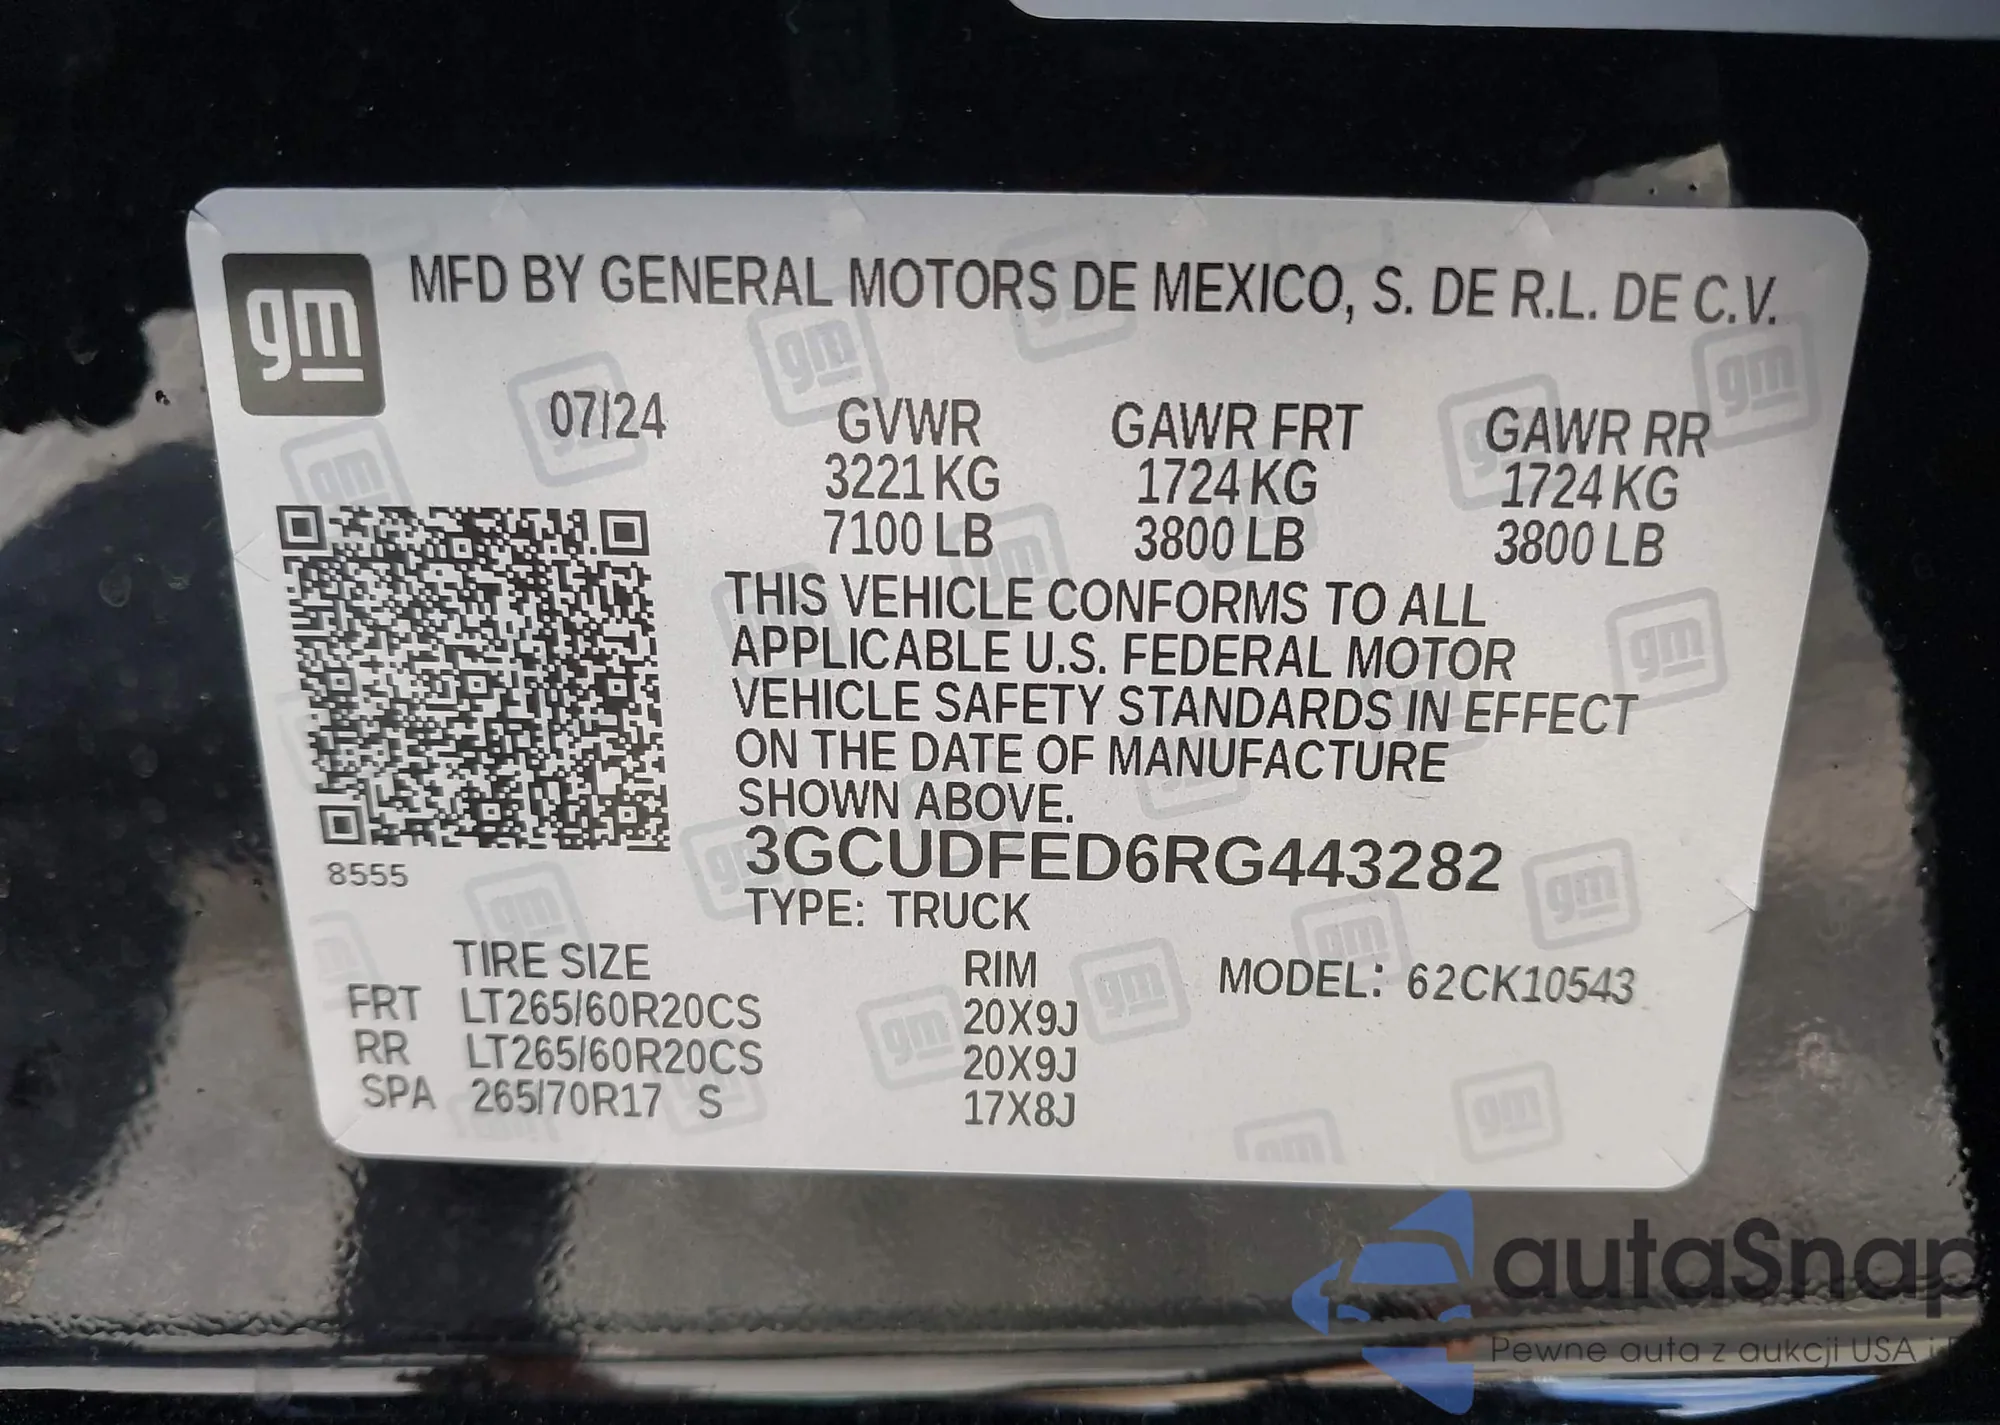 gm
MFD BY GENERAL MOTORS DE MEXICO, S. DE R.L. DE C.V.
07/24 GVWR GAWR FRT GAWR RR
3221 KG 1724 KG 1724 KG
7100 LB 3800 LB 3800 LB
THIS VEHICLE CONFORMS TO ALL
APPLICABLE U.S. FEDERAL MOTOR
VEHICLE SAFETY STANDARDS IN EFFECT
ON THE DATE OF MANUFACTURE
SHOWN ABOVE.
3GCUDFED6RG443282
8555
TYPE: TRUCK
TIRE SIZE RIM MODEL: 62CK10543
FRT LT265/60R20CS 20X9J
RR LT265/60R20CS 20X9J
SPA 265/70R17 S 17X8J
autaSnap
Pewne auta z aukcji USA i